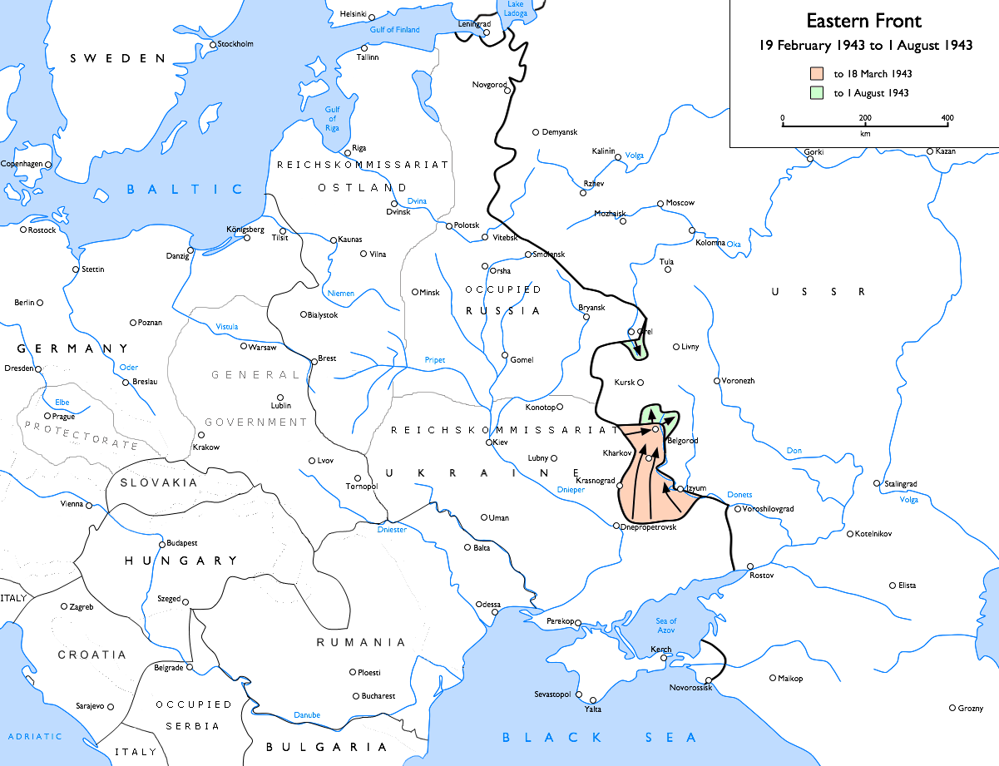 Eastern Front
19 February 1943 to 1 August 1943
to 18 March 1943
to 1 August 1943
0 200 400
km
Helsinki
Lake
Ladoga
Leningrad
Gulf of Finland
Stockholm
SWEDEN
Tallinn
Novgorod
Gulf
of
Riga
Demyansk
Riga
Kalinin
Volga
Gorki
Kazan
Copenhagen
REICHSKOMMISSARIAT
OSTLAND
BALTIC
Rzhev
Dvina
Dvinsk
Moscow
Mozhaisk
Rostock
Königsberg
Tilsit
Polotsk
Vitebsk
Kaunas
Kolomna
Oka
Danzig
Vilna
Smolensk
Tula
Stettin
Orsha
Minsk
OCCUPIED
RUSSIA
USSR
Niemen
Berlin
Bryansk
Bialystok
Poznan
Vistula
Orel
GERMANY
Warsaw
Livny
Dresden
Oder
Brest
Pripet
Gomel
GENERAL
Breslau
Kursk
Voronezh
Elbe
Lublin
Konotop
Prague
PROTECTORATE
GOVERNMENT
REICHSKOMMISSARIAT
Krakow
Kiev
Belgorod
Lvov
Lubny
Kharkov
Don
UKRAINE
SLOVAKIA
Tarnopol
Krasnograd
Dnieper
Izyum
Donets
Stalingrad
Volga
Vienna
Voroshilovgrad
Uman
Dniester
Dnepropetrovsk
Kotelnikov
Budapest
Balta
HUNGARY
Rostov
Elista
ITALY
Szeged
Zagreb
Odessa
Perekop
Sea of
Azov
RUMANIA
CROATIA
Kerch
Belgrade
Ploesti
Maikop
Novorossisk
Bucharest
Sevastopol
Yalta
Sarajevo
OCCUPIED
SERBIA
Grozny
Danube
ADRIATIC
BLACK SEA
BULGARIA
ITALY